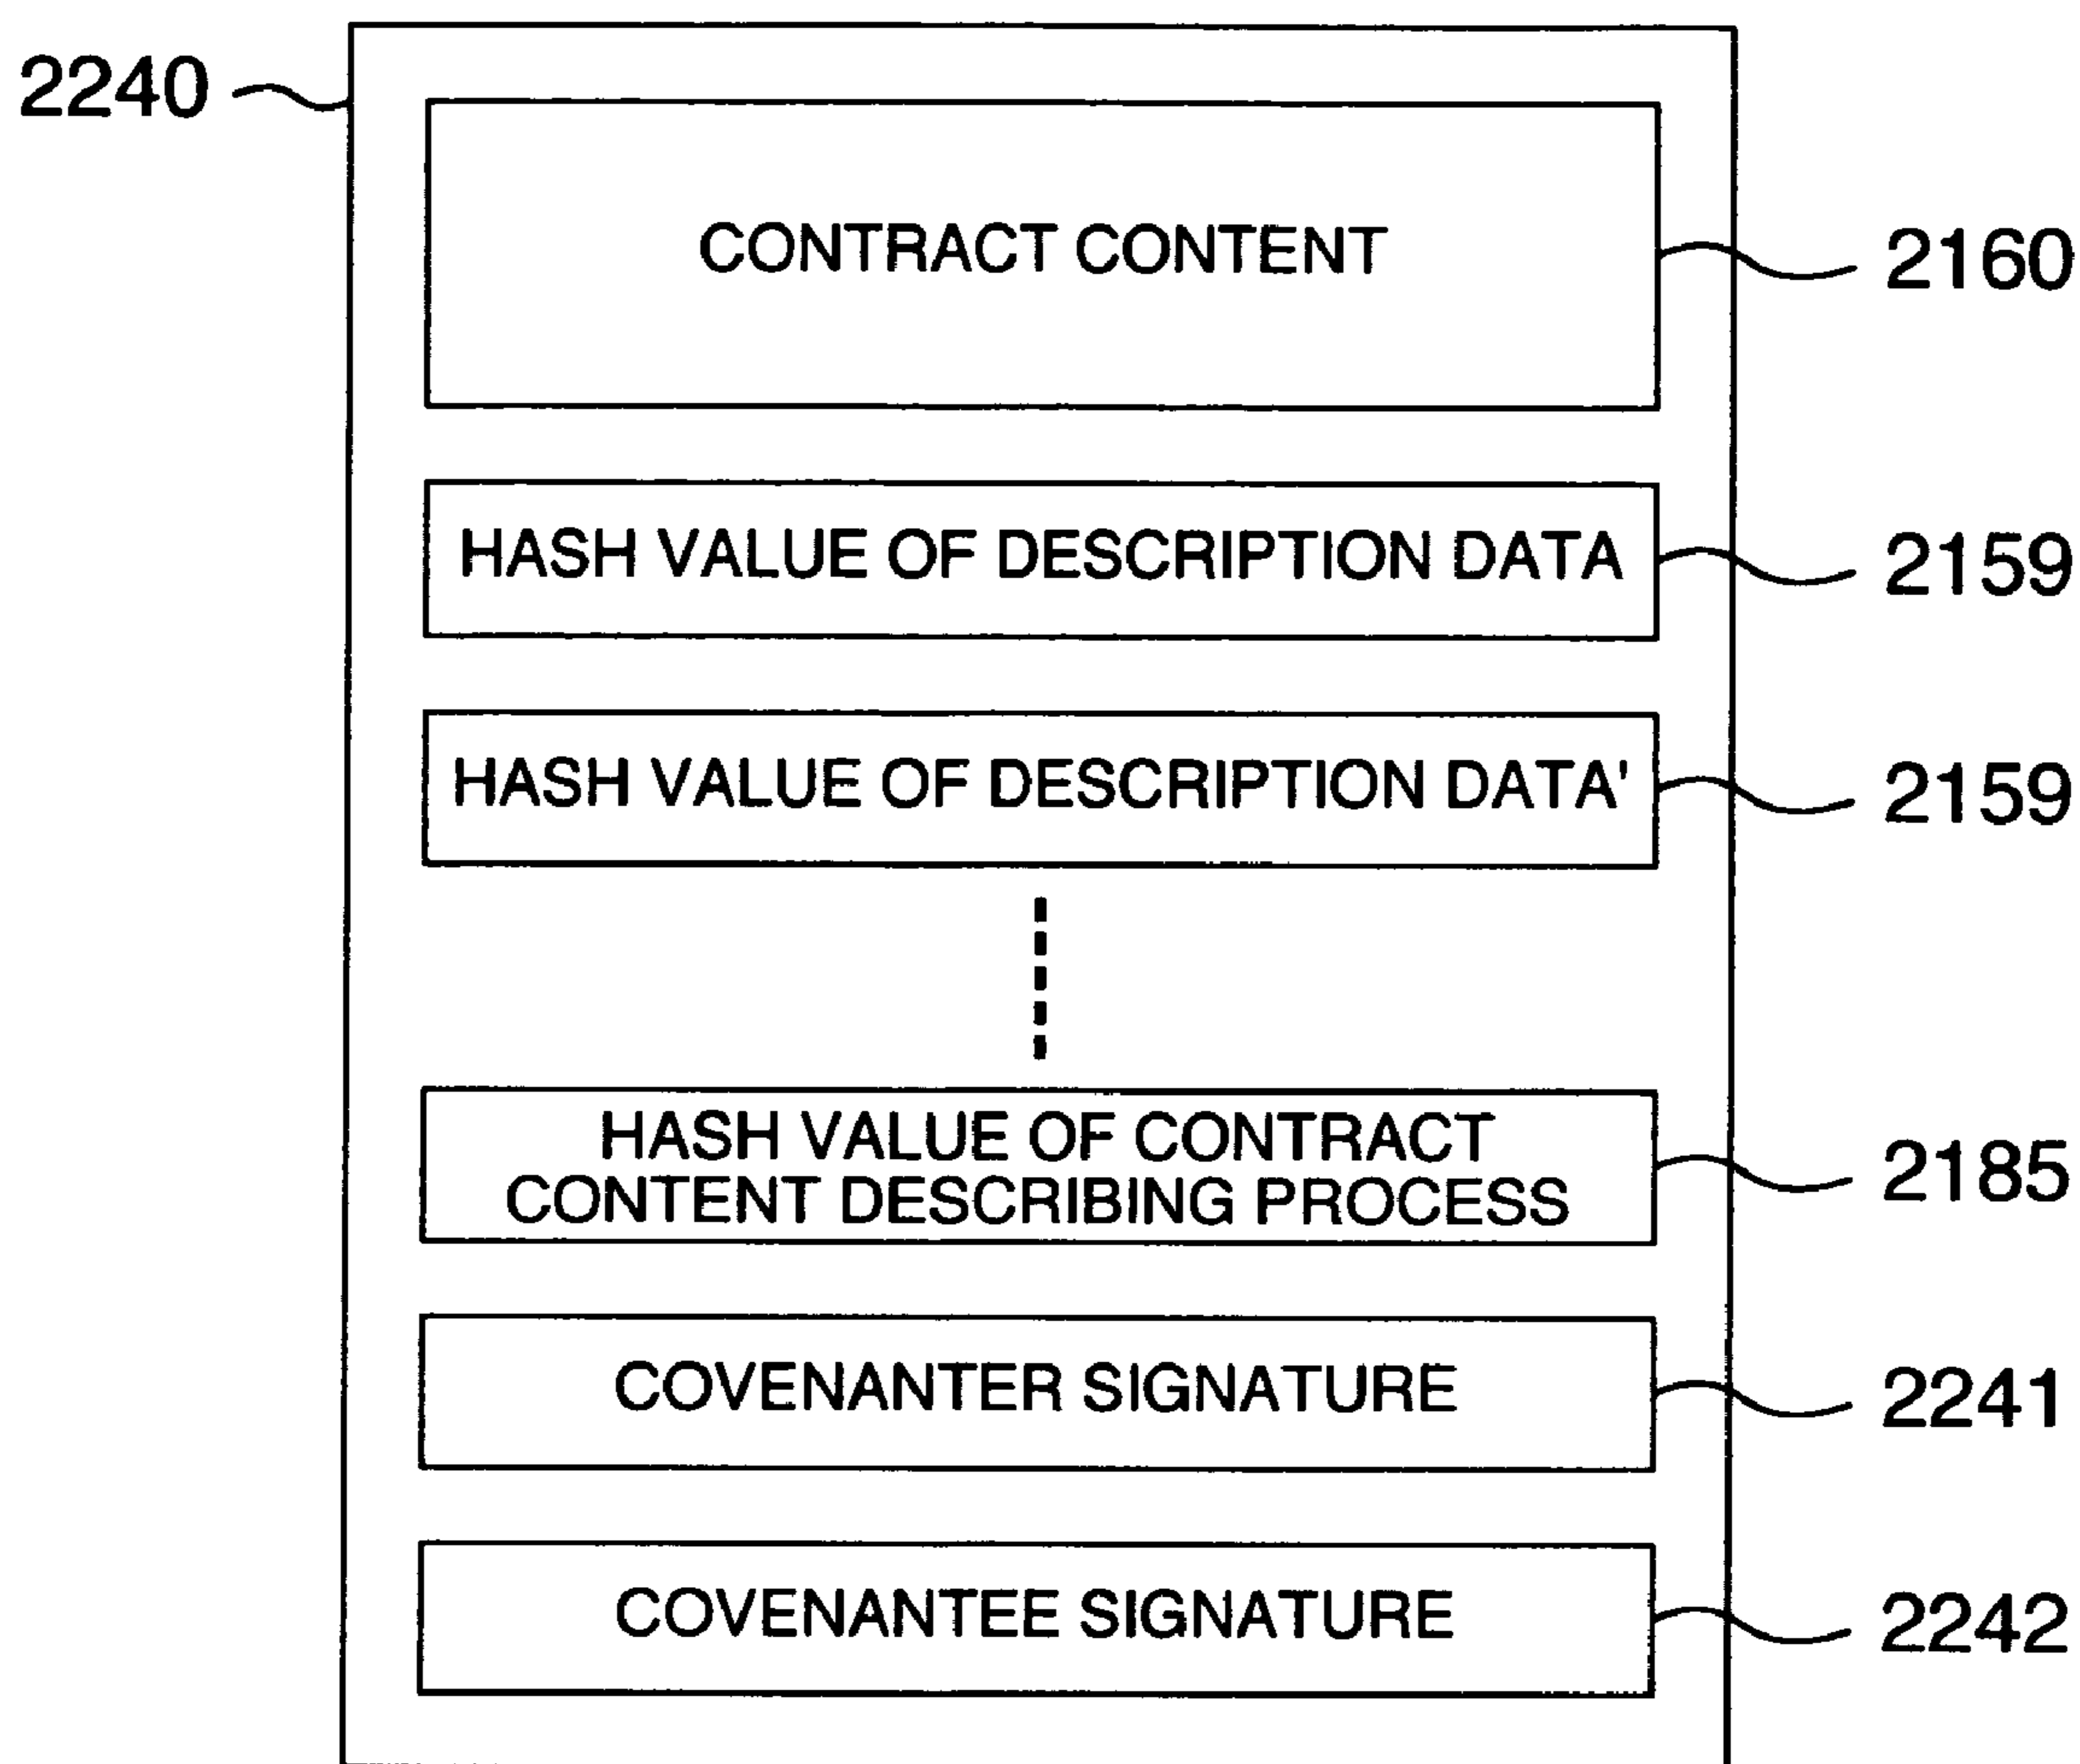 2240
CONTRACT CONTENT
2160
HASH VALUE OF DESCRIPTION DATA
2159
HASH VALUE OF DESCRIPTION DATA'
2159
HASH VALUE OF CONTRACT
CONTENT DESCRIBING PROCESS
2185
COVENANTER SIGNATURE
2241
COVENANTEE SIGNATURE
2242